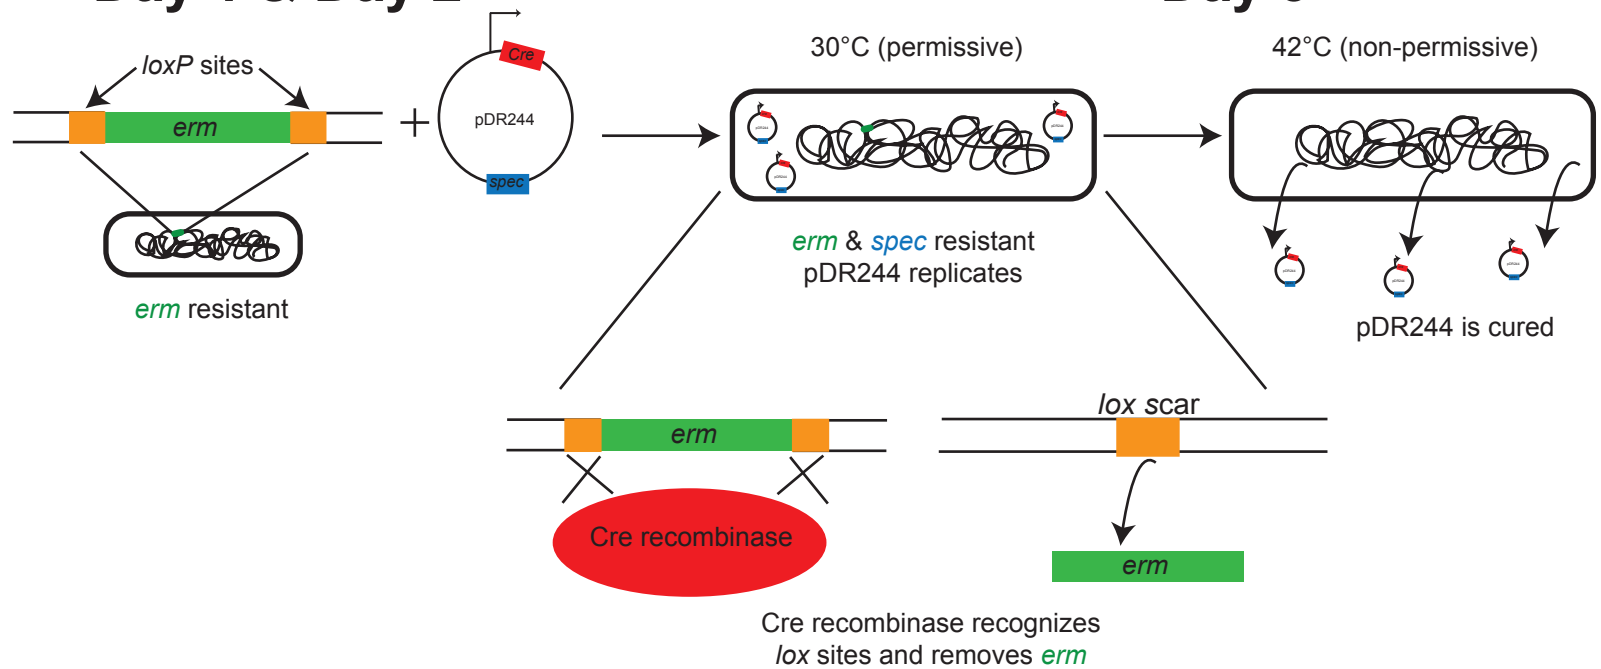 30°C (permissive)
42°C (non-permissive)
loxP sites
Cre
erm
pDR244
spec
erm & spec resistant
pDR244 replicates
erm resistant
pDR244 is cured
lox scar
erm
Cre recombinase
erm
Cre recombinase recognizes
lox sites and removes erm